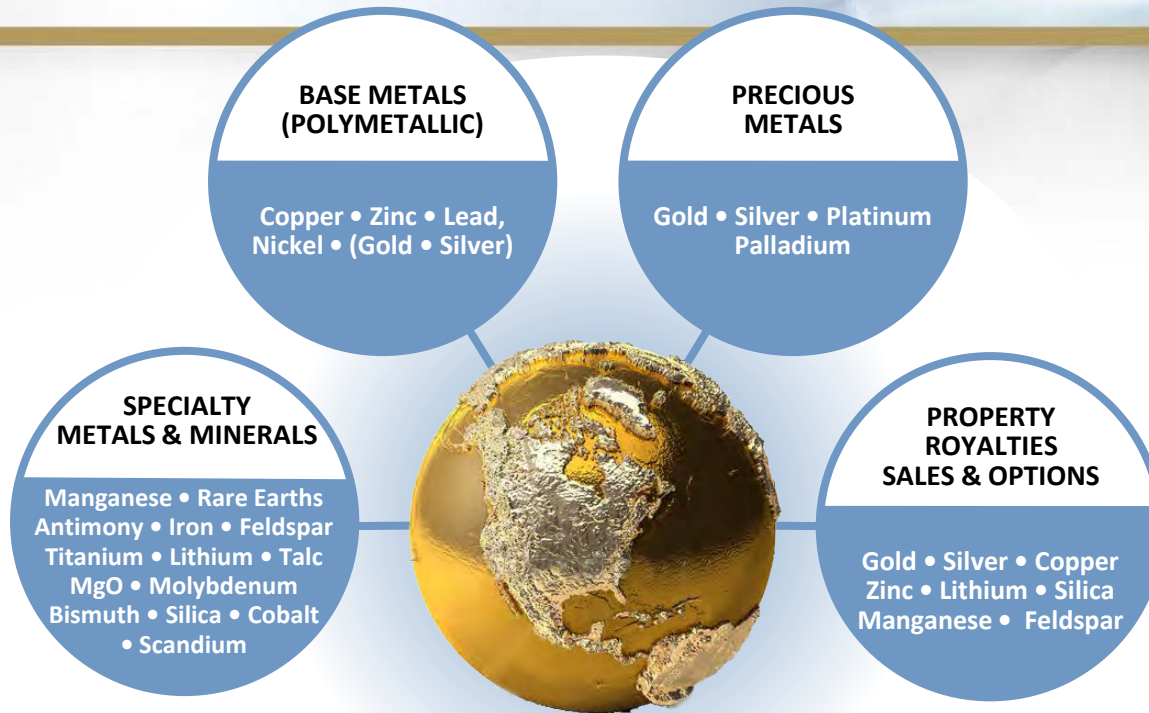 BASE METALS
(POLYMETALLIC)
Copper • Zinc • Lead,
Nickel • (Gold • Silver)
PRECIOUS
METALS
Gold • Silver • Platinum
Palladium
SPECIALTY
METALS & MINERALS
Manganese • Rare Earths
Antimony • Iron • Feldspar
Titanium • Lithium • Talc
MgO • Molybdenum
Bismuth • Silica • Cobalt
• Scandium
PROPERTY
ROYALTIES
SALES & OPTIONS
Gold • Silver • Copper
Zinc • Lithium • Silica
Manganese • Feldspar